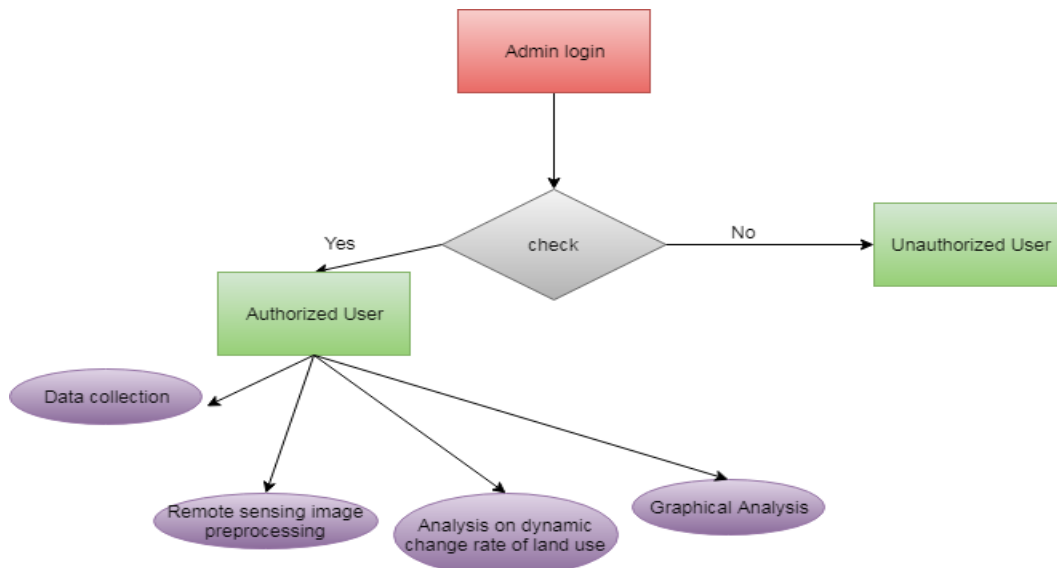 Admin login
check
Yes
No
Unauthorized User
Authorized User
Data collection
Remote sensing image
preprocessing
Analysis on dynamic
change rate of land use
Graphical Analysis